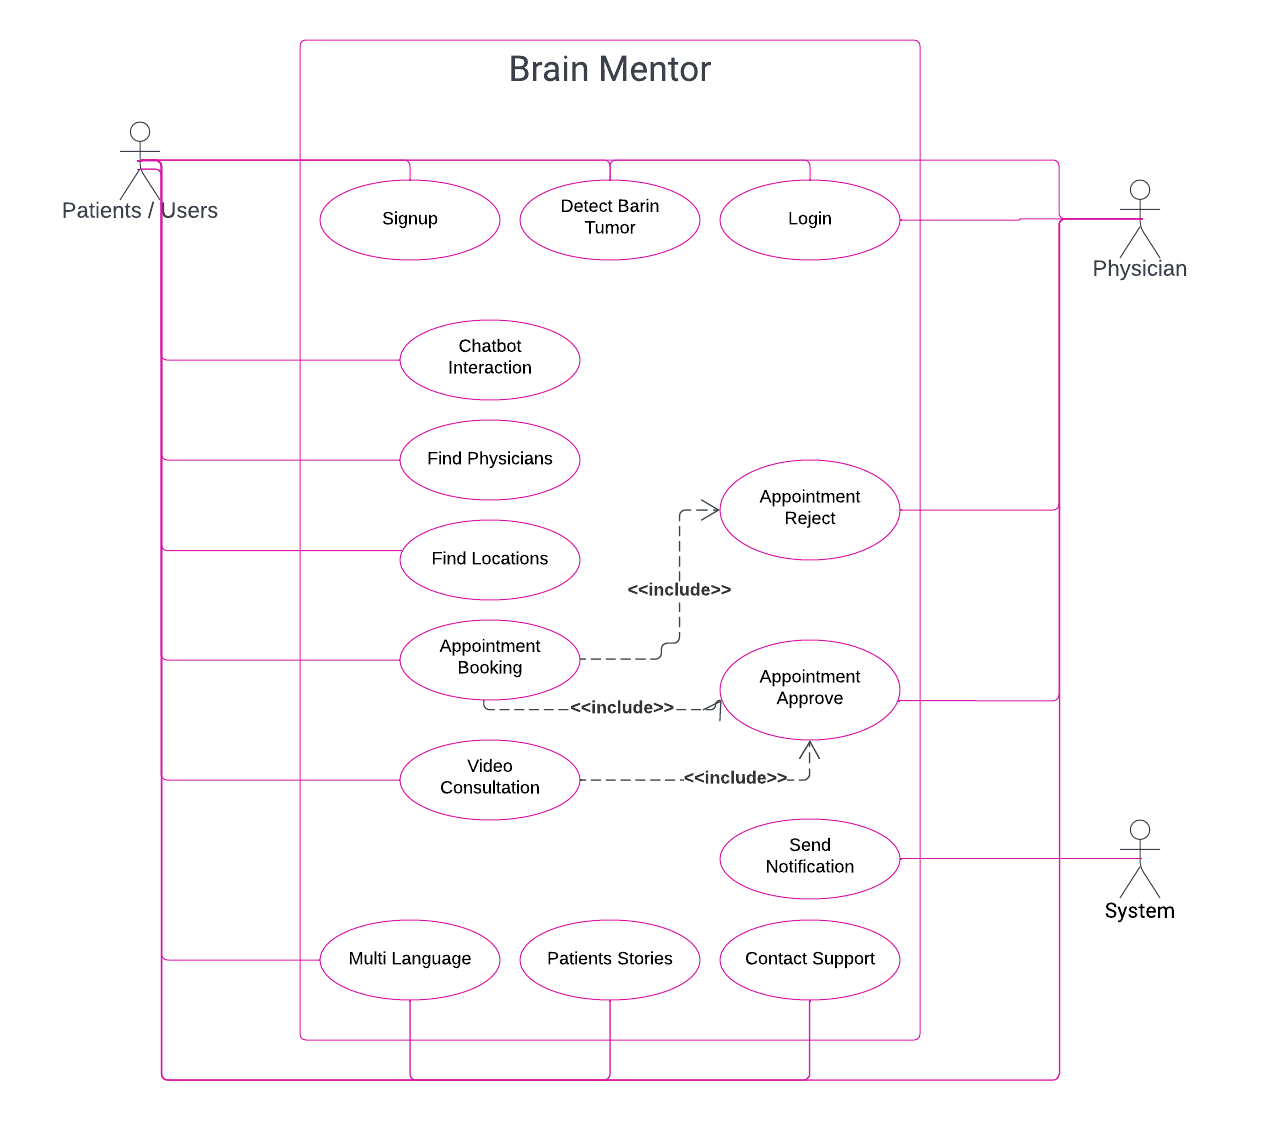 Brain Mentor
Patients / Users
Signup
Detect Barin
Tumor
Login
Physician
Chatbot
Interaction
Find Physicians
Appointment
Reject
Find Locations
<<include>>
Appointment
Booking
Appointment
Approve
<<include>>
Video
Consultation
<<include>>
Send
Notification
System
Multi Language
Patients Stories
Contact Support